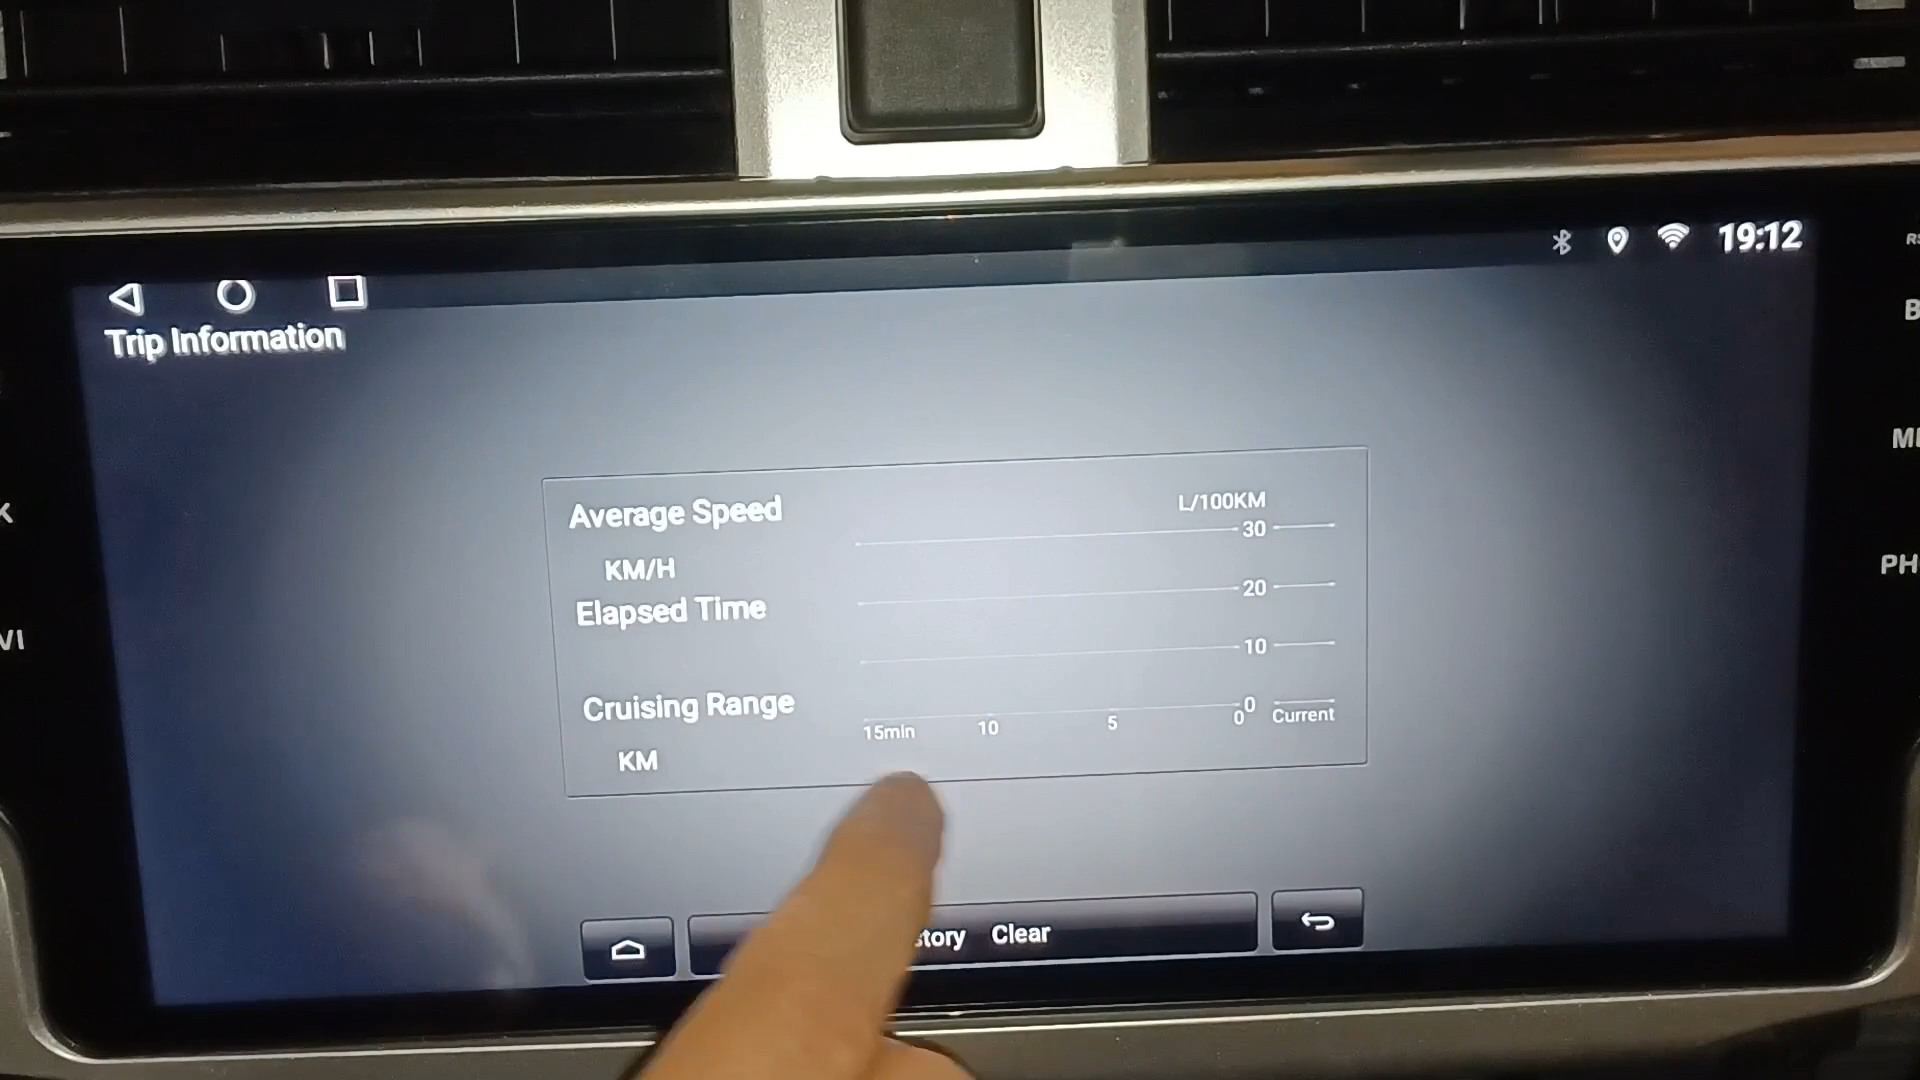 19:12
Trip Information
Average Speed
L/100KM
30
KM/H
20
Elapsed Time
10
Cruising Range
0
15min 10 5 0 Current
KM
Clear